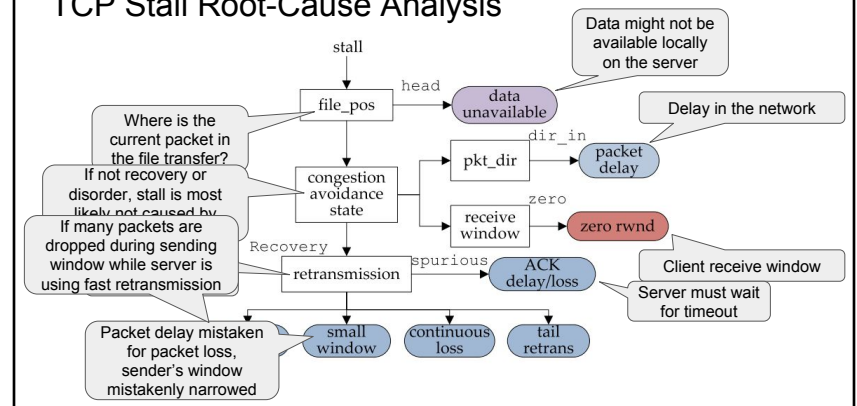 TCP Stall Root-Cause Analysis
Data might not be
available locally
on the server
stall
head
file_pos
data
unavailable
Delay in the network
Where is the
current packet in
the file transfer?
dir_in
pkt_dir
packet
delay
If not recovery or
disorder, stall is most
likely not caused by
congestion
avoidance
state
zero
receive
window
zero rwnd
If many packets are
dropped during sending
window while server is
using fast retransmission
Recovery
retransmission
spurious
ACK
delay/loss
Client receive window
Server must wait
for timeout
Packet delay mistaken
for packet loss,
sender's window
mistakenly narrowed
small
window
continuous
loss
tail
retrans